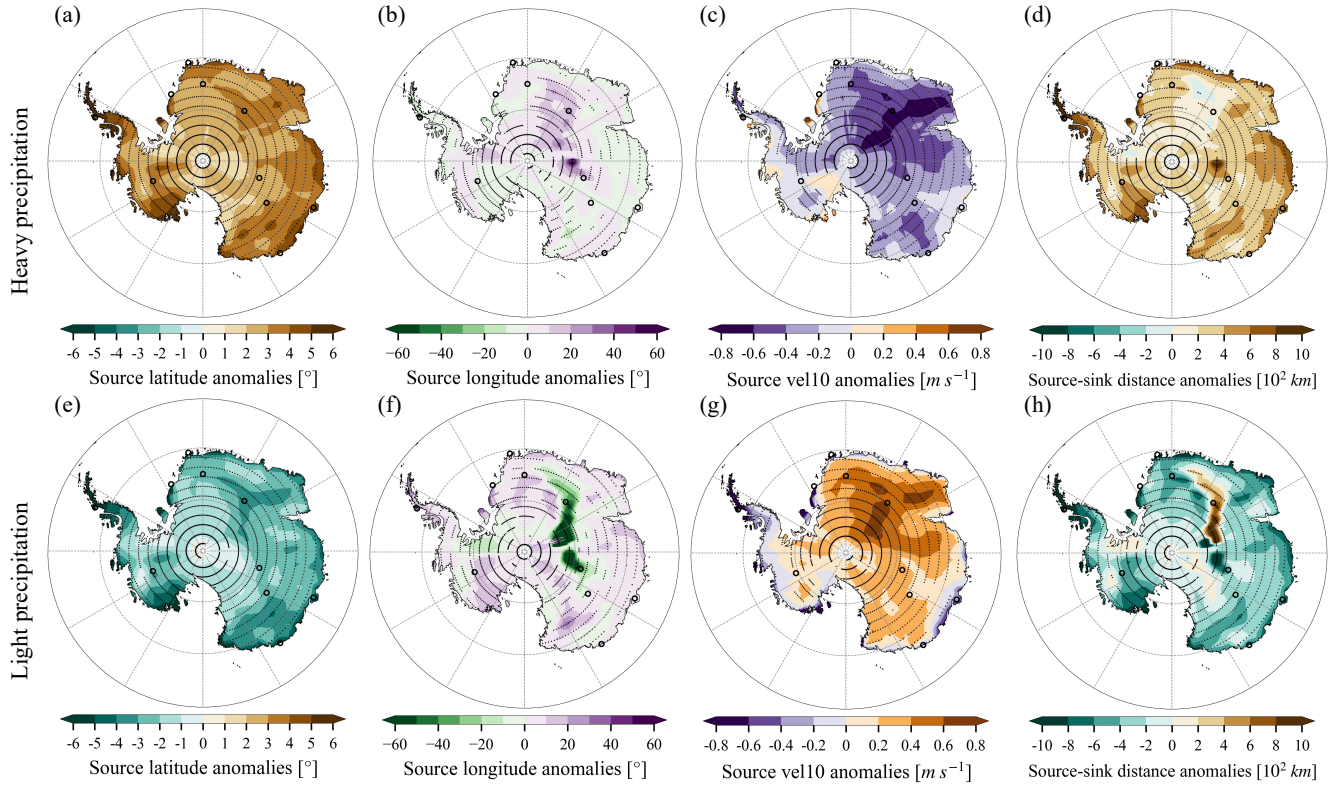 (a) (b) (c) (d)
Heavy precipitation
-6 -5 -4 -3 -2 -1 0 1 2 3 4 5 6
Source latitude anomalies [°]
−60 −40 −20 0 20 40 60
Source longitude anomalies [°]
-0.8 -0.6 -0.4 -0.2 0 0.2 0.4 0.6 0.8
Source vel10 anomalies [m s⁻¹]
-10 -8 -6 -4 -2 0 2 4 6 8 10
Source-sink distance anomalies [10² km]
(e) (f) (g) (h)
Light precipitation
-6 -5 -4 -3 -2 -1 0 1 2 3 4 5 6
Source latitude anomalies [°]
−60 −40 −20 0 20 40 60
Source longitude anomalies [°]
-0.8 -0.6 -0.4 -0.2 0 0.2 0.4 0.6 0.8
Source vel10 anomalies [m s⁻¹]
-10 -8 -6 -4 -2 0 2 4 6 8 10
Source-sink distance anomalies [10² km]